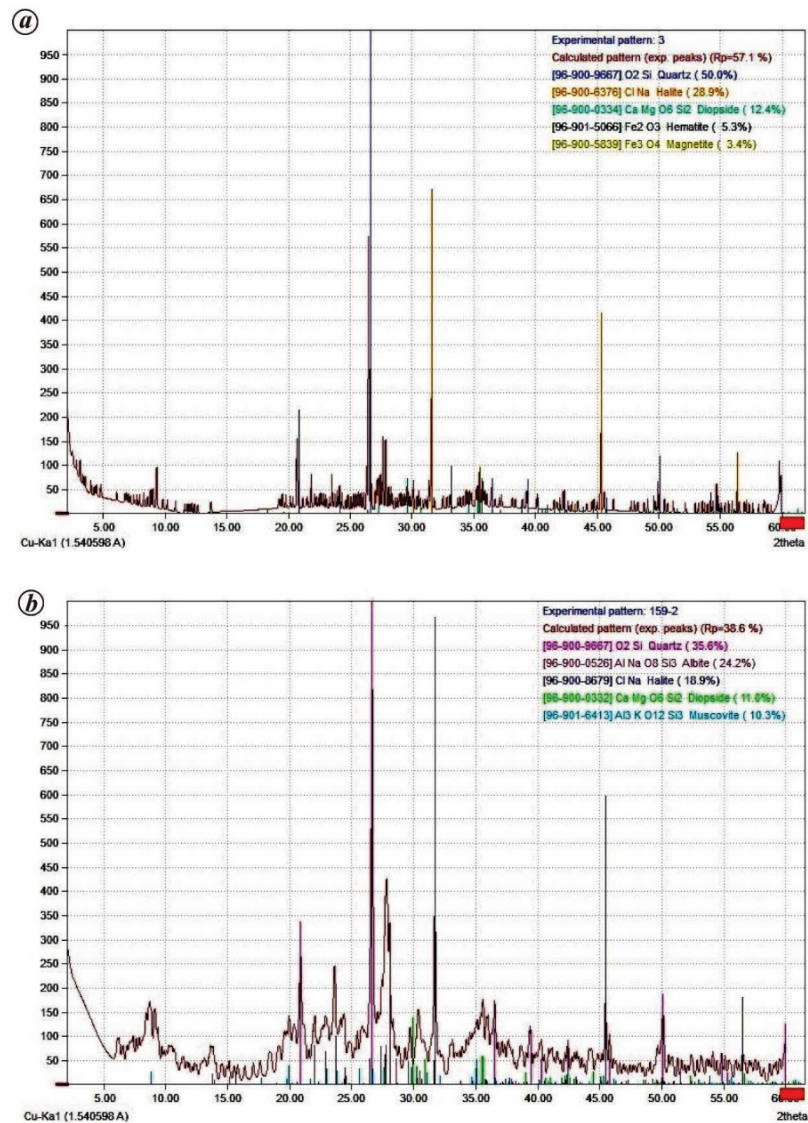 a
Experimental pattern: 3
Calculated pattern (exp. peaks) (Rp=57.1 %)
[96-900-9667] O2 Si Quartz ( 50.0%)
[96-900-6376] Cl Na Halite ( 28.9%)
[96-900-0334] Ca Mg O6 Si2 Diopside ( 12.4%)
[96-901-5066] Fe2 O3 Hematite ( 5.3%)
[96-900-5839] Fe3 O4 Magnetite ( 3.4%)
950
900
850
800
750
700
650
600
550
500
450
400
350
300
250
200
150
100
50
5.00 10.00 15.00 20.00 25.00 30.00 35.00 40.00 45.00 50.00 55.00 60.00
Cu-Ka1 (1.540598 A) 2theta
b
Experimental pattern: 159-2
Calculated pattern (exp. peaks) (Rp=38.6 %)
[96-900-9667] O2 Si Quartz ( 35.6%)
[96-900-0526] Al Na O8 Si3 Albite ( 24.2%)
[96-900-8679] Cl Na Halite ( 18.9%)
[96-900-0332] Ca Mg O6 Si2 Diopside ( 11.0%)
[96-901-6413] Al3 K O12 Si3 Muscovite ( 10.3%)
950
900
850
800
750
700
650
600
550
500
450
400
350
300
250
200
150
100
50
5.00 10.00 15.00 20.00 25.00 30.00 35.00 40.00 45.00 50.00 55.00
Cu-Ka1 (1.540598 A) 2theta